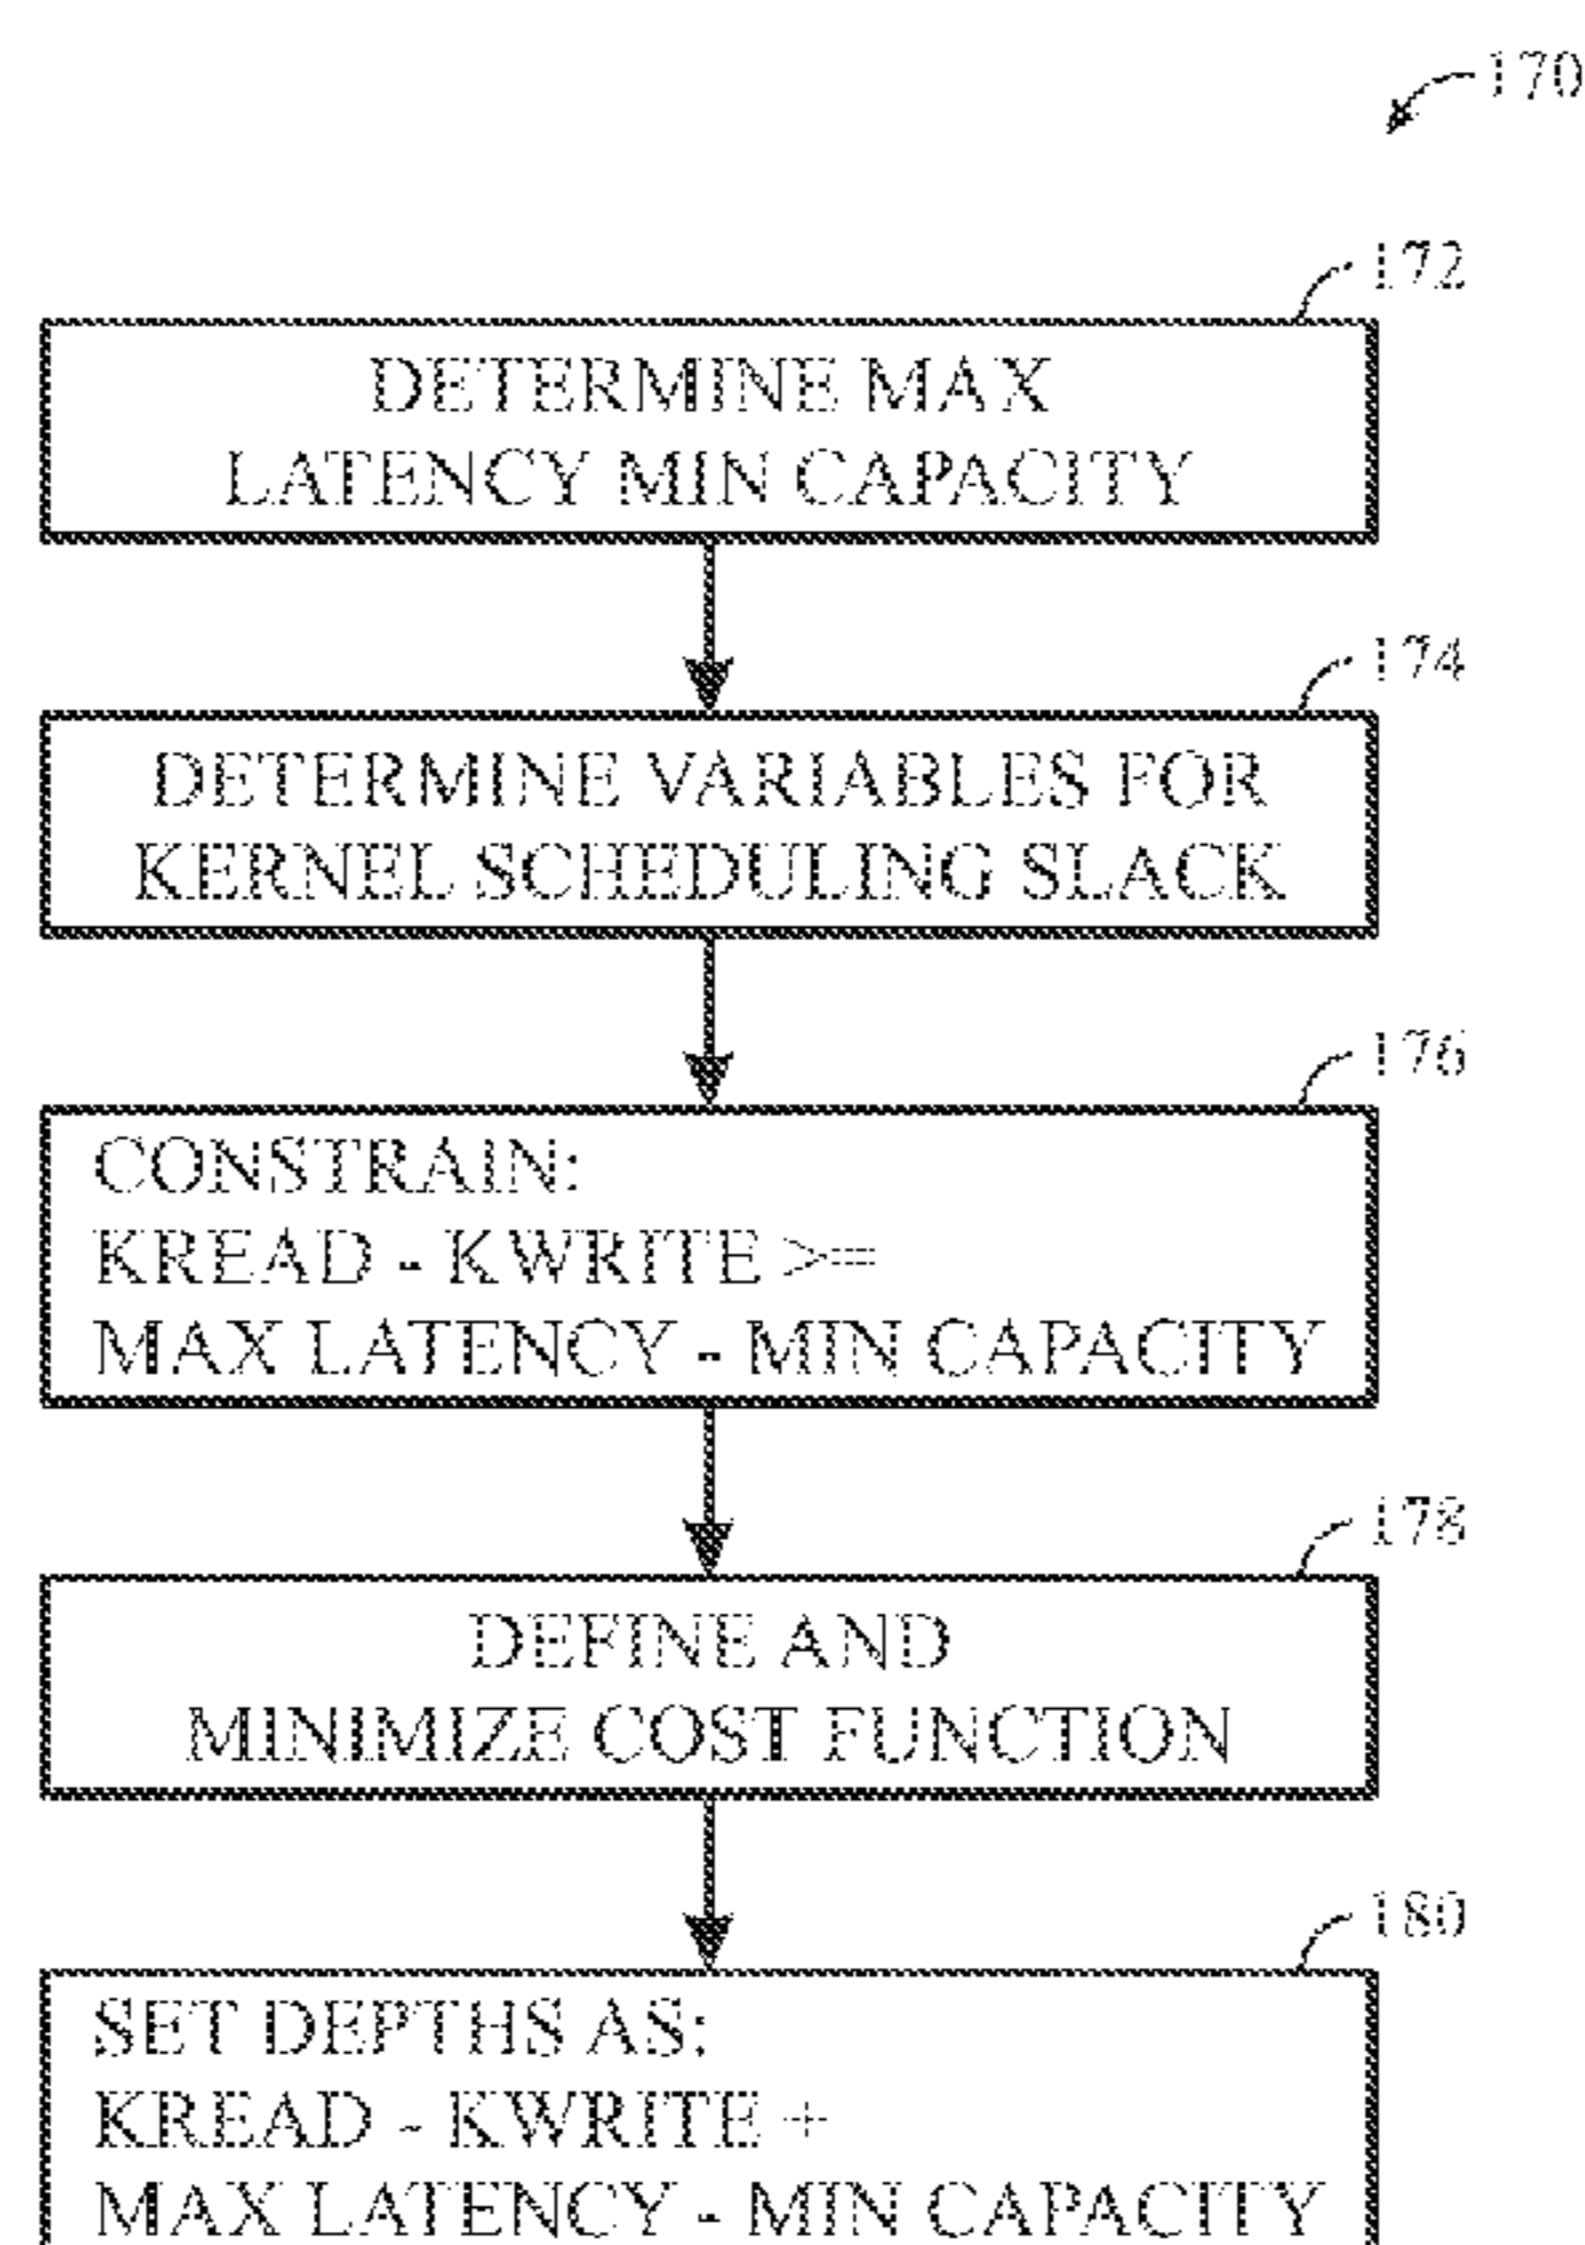 170
172
DETERMINE MAX
LATENCY MIN CAPACITY
174
DETERMINE VARIABLES FOR
KERNEL SCHEDULING SLACK
176
CONSTRAIN:
KREAD - KWRITE >=
MAX LATENCY - MIN CAPACITY
178
DEFINE AND
MINIMIZE COST FUNCTION
180
SET DEPTHS AS:
KREAD - KWRITE +
MAX LATENCY - MIN CAPACITY